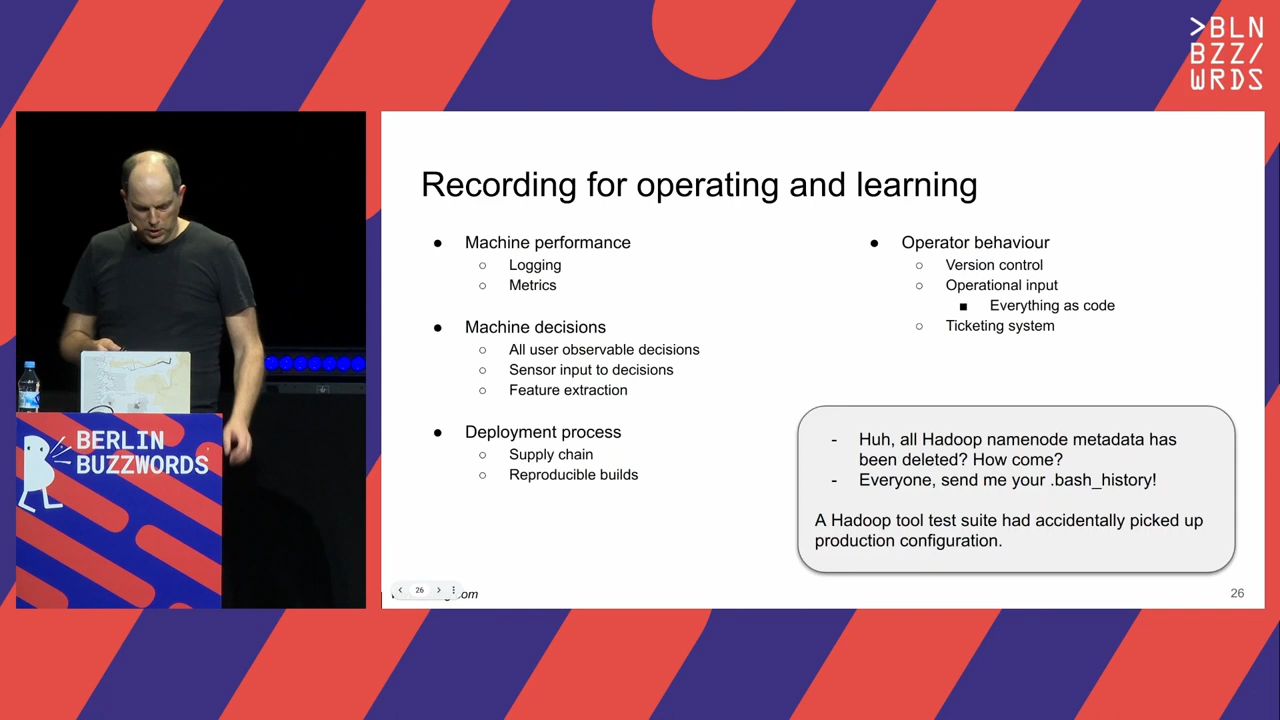 >BLN
BZZ/
WRDS
Recording for operating and learning
● Machine performance
○ Logging
○ Metrics
● Machine decisions
○ All user observable decisions
○ Sensor input to decisions
○ Feature extraction
● Deployment process
○ Supply chain
○ Reproducible builds
● Operator behaviour
○ Version control
○ Operational input
■ Everything as code
○ Ticketing system
- Huh, all Hadoop namenode metadata has
been deleted? How come?
- Everyone, send me your .bash_history!
A Hadoop tool test suite had accidentally picked up
production configuration.
26
26
BERLIN
BUZZWORDS